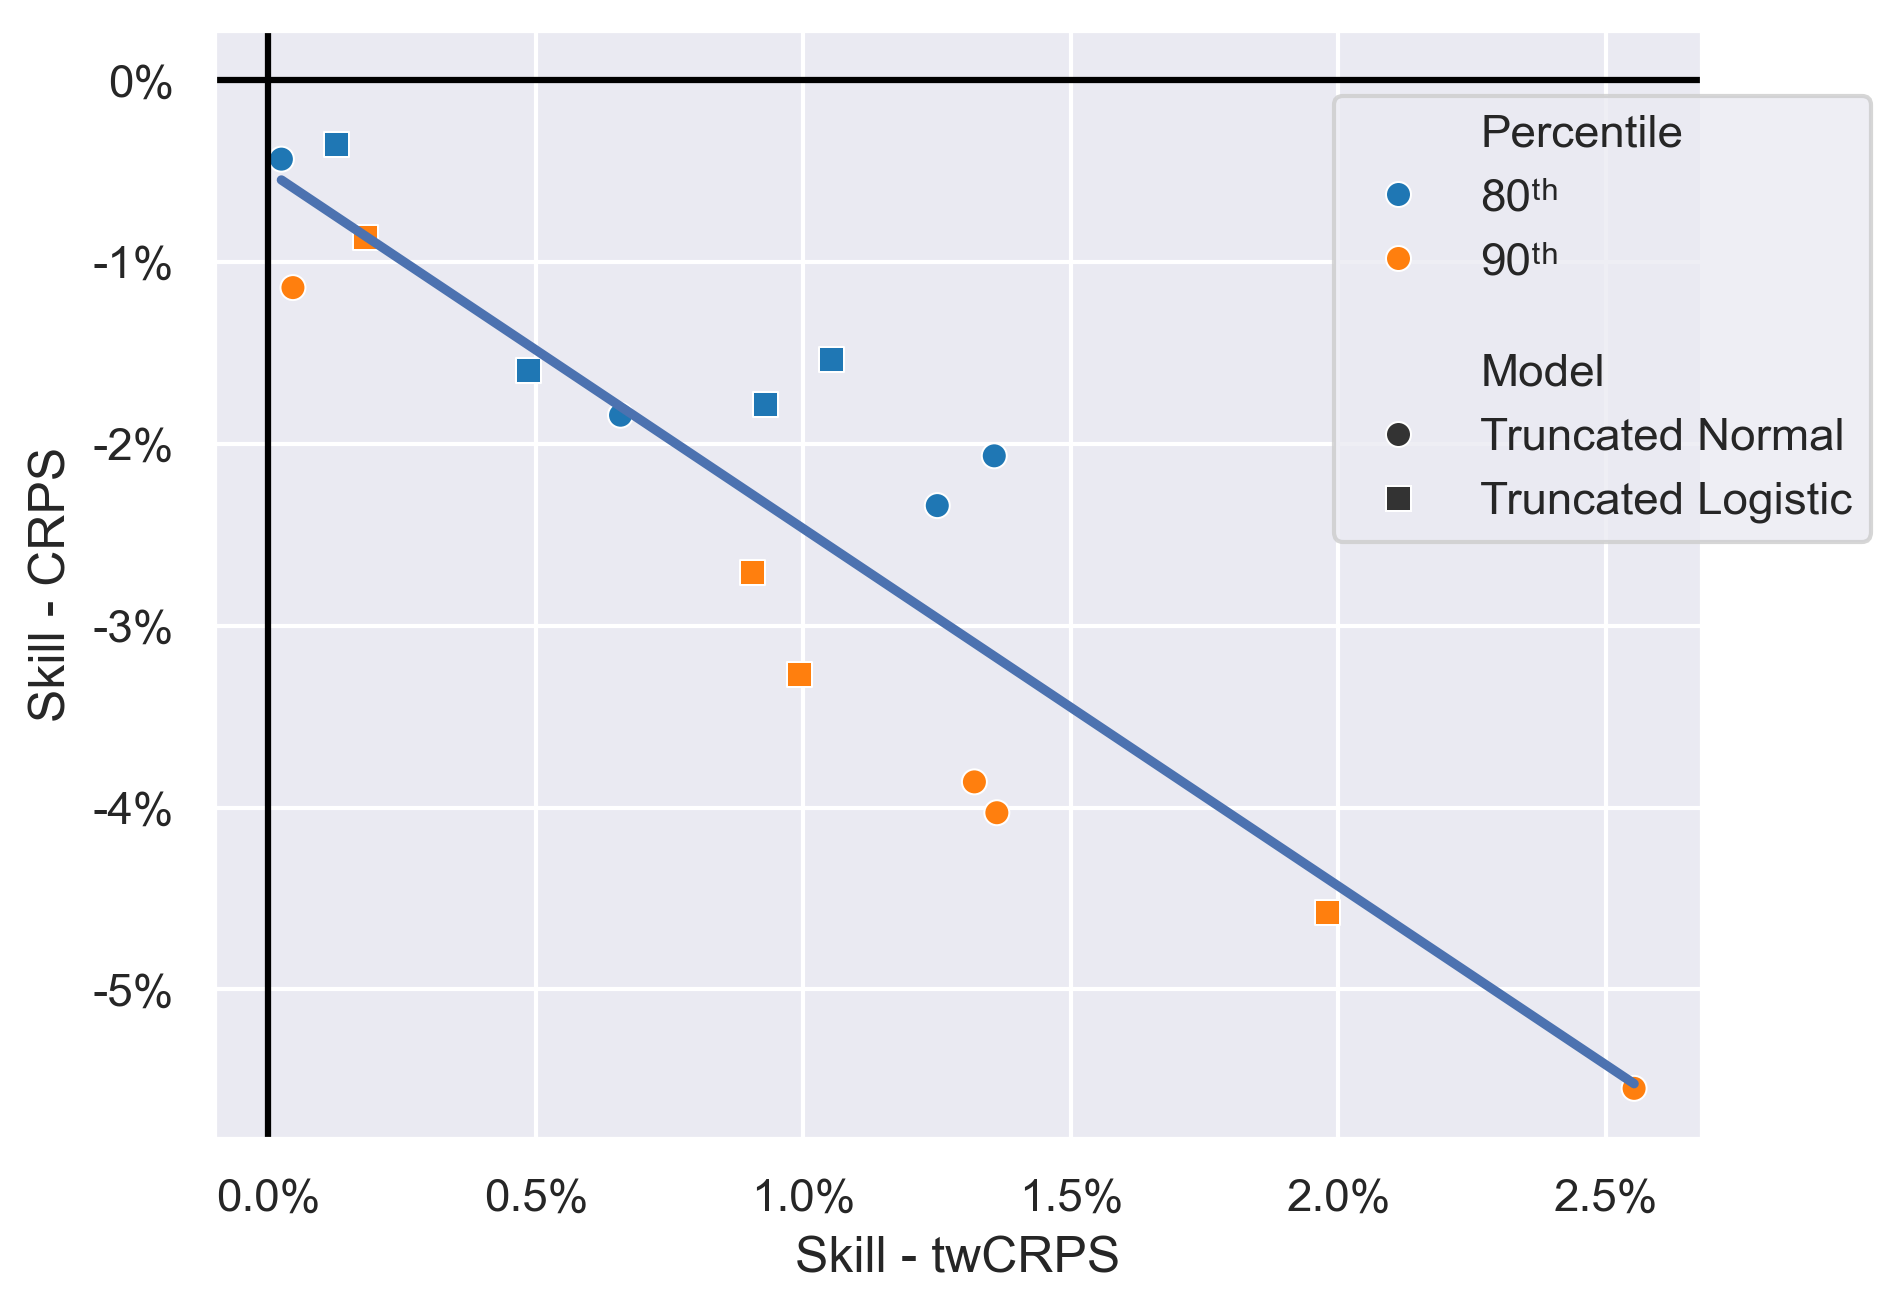 0%
-1%
-2%
-3%
-4%
-5%
Skill - CRPS
0.0%
0.5%
1.0%
1.5%
2.0%
2.5%
Skill - twCRPS
Percentile
80th
90th
Model
Truncated Normal
Truncated Logistic